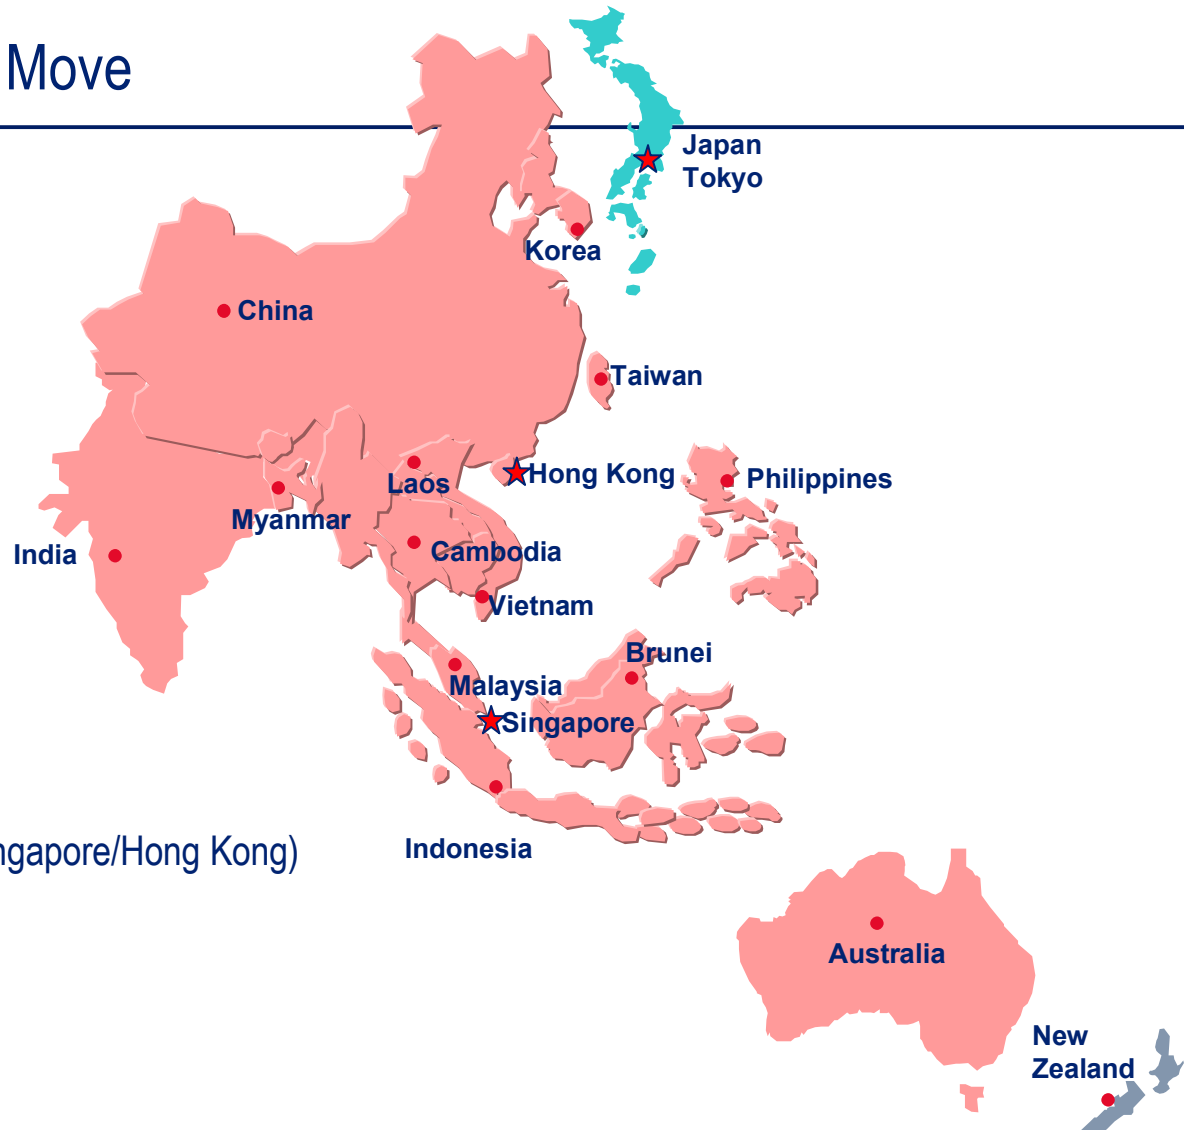 Move
Japan
Tokyo
Korea
China
Taiwan
Hong Kong
Philippines
Laos
Myanmar
India
Cambodia
Vietnam
Brunei
Malaysia
Singapore
ngapore/Hong Kong)
Indonesia
Australia
New
Zealand